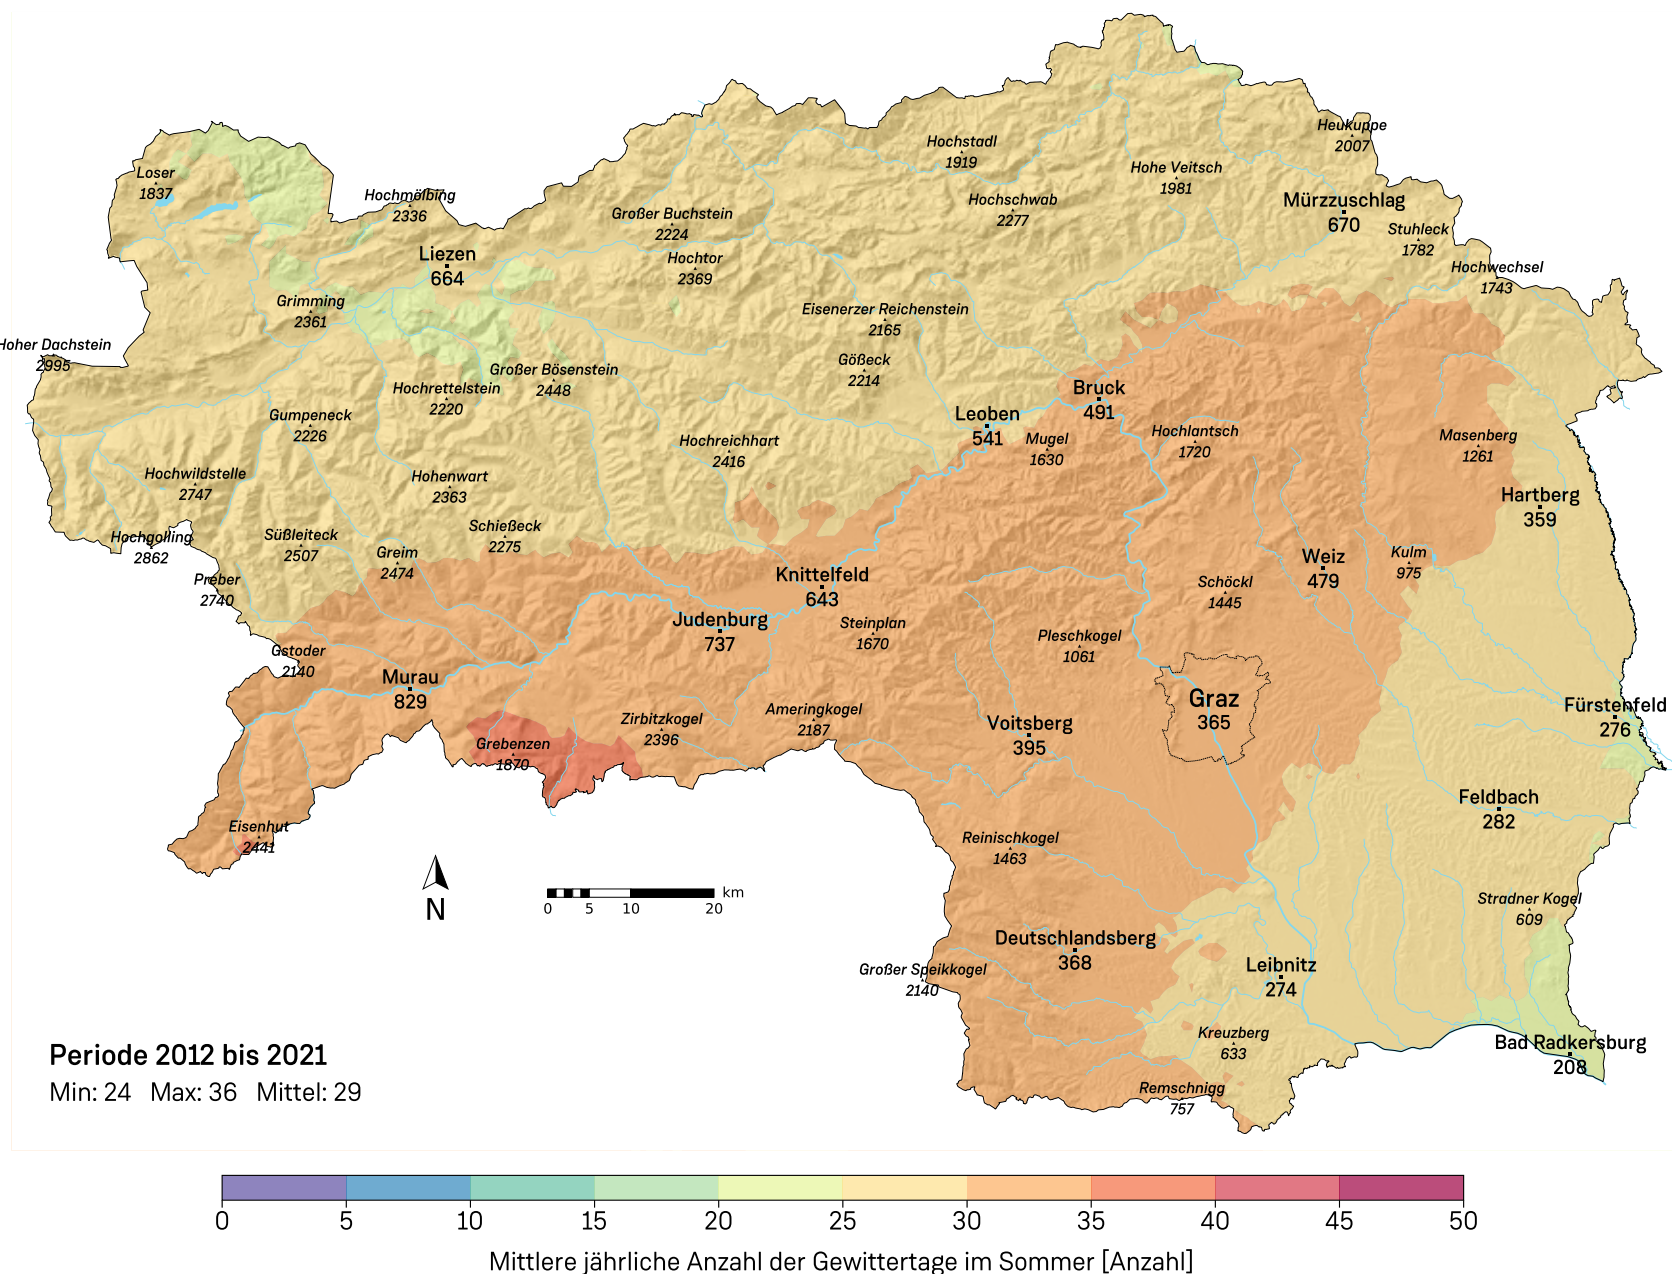 Heukuppe
2007
Hochstadl
1919
Hohe Veitsch
1981
Loser
1837
Hochmölbing
2336
Hochschwab
2277
Mürzzuschlag
670
Großer Buchstein
2224
Stuhleck
1782
Liezen
664
Hochtor
2369
Hochwechsel
1743
Grimming
2361
Eisenerzer Reichenstein
2165
Hoher Dachstein
2995
Gößeck
2214
Großer Bösenstein
2448
Hochrettelstein
2220
Bruck
491
Gumpeneck
2226
Leoben
541
Mugel
1630
Hochlantsch
1720
Masenberg
1261
Hochreichhart
2416
Hochwildstelle
2747
Hohenwart
2363
Hartberg
359
Schießeck
2275
Süßleiteck
2507
Hochgolling
2862
Greim
2474
Weiz
479
Kulm
975
Preber
2740
Knittelfeld
643
Schöckl
1445
Judenburg
737
Steinplan
1670
Pleschkogel
1061
Gstoder
2140
Murau
829
Graz
365
Fürstenfeld
276
Zirbitzkogel
2396
Ameringkogel
2187
Voitsberg
395
Grebenzen
1870
Feldbach
282
Eisenhut
2441
Reinischkogel
1463
km
0 5 10 20
N
Stradner Kogel
609
Deutschlandsberg
368
Großer Speikkogel
2140
Leibnitz
274
Kreuzberg
633
Bad Radkersburg
208
Periode 2012 bis 2021
Min: 24 Max: 36 Mittel: 29
Remschnigg
757
0 5 10 15 20 25 30 35 40 45 50
Mittlere jährliche Anzahl der Gewittertage im Sommer [Anzahl]